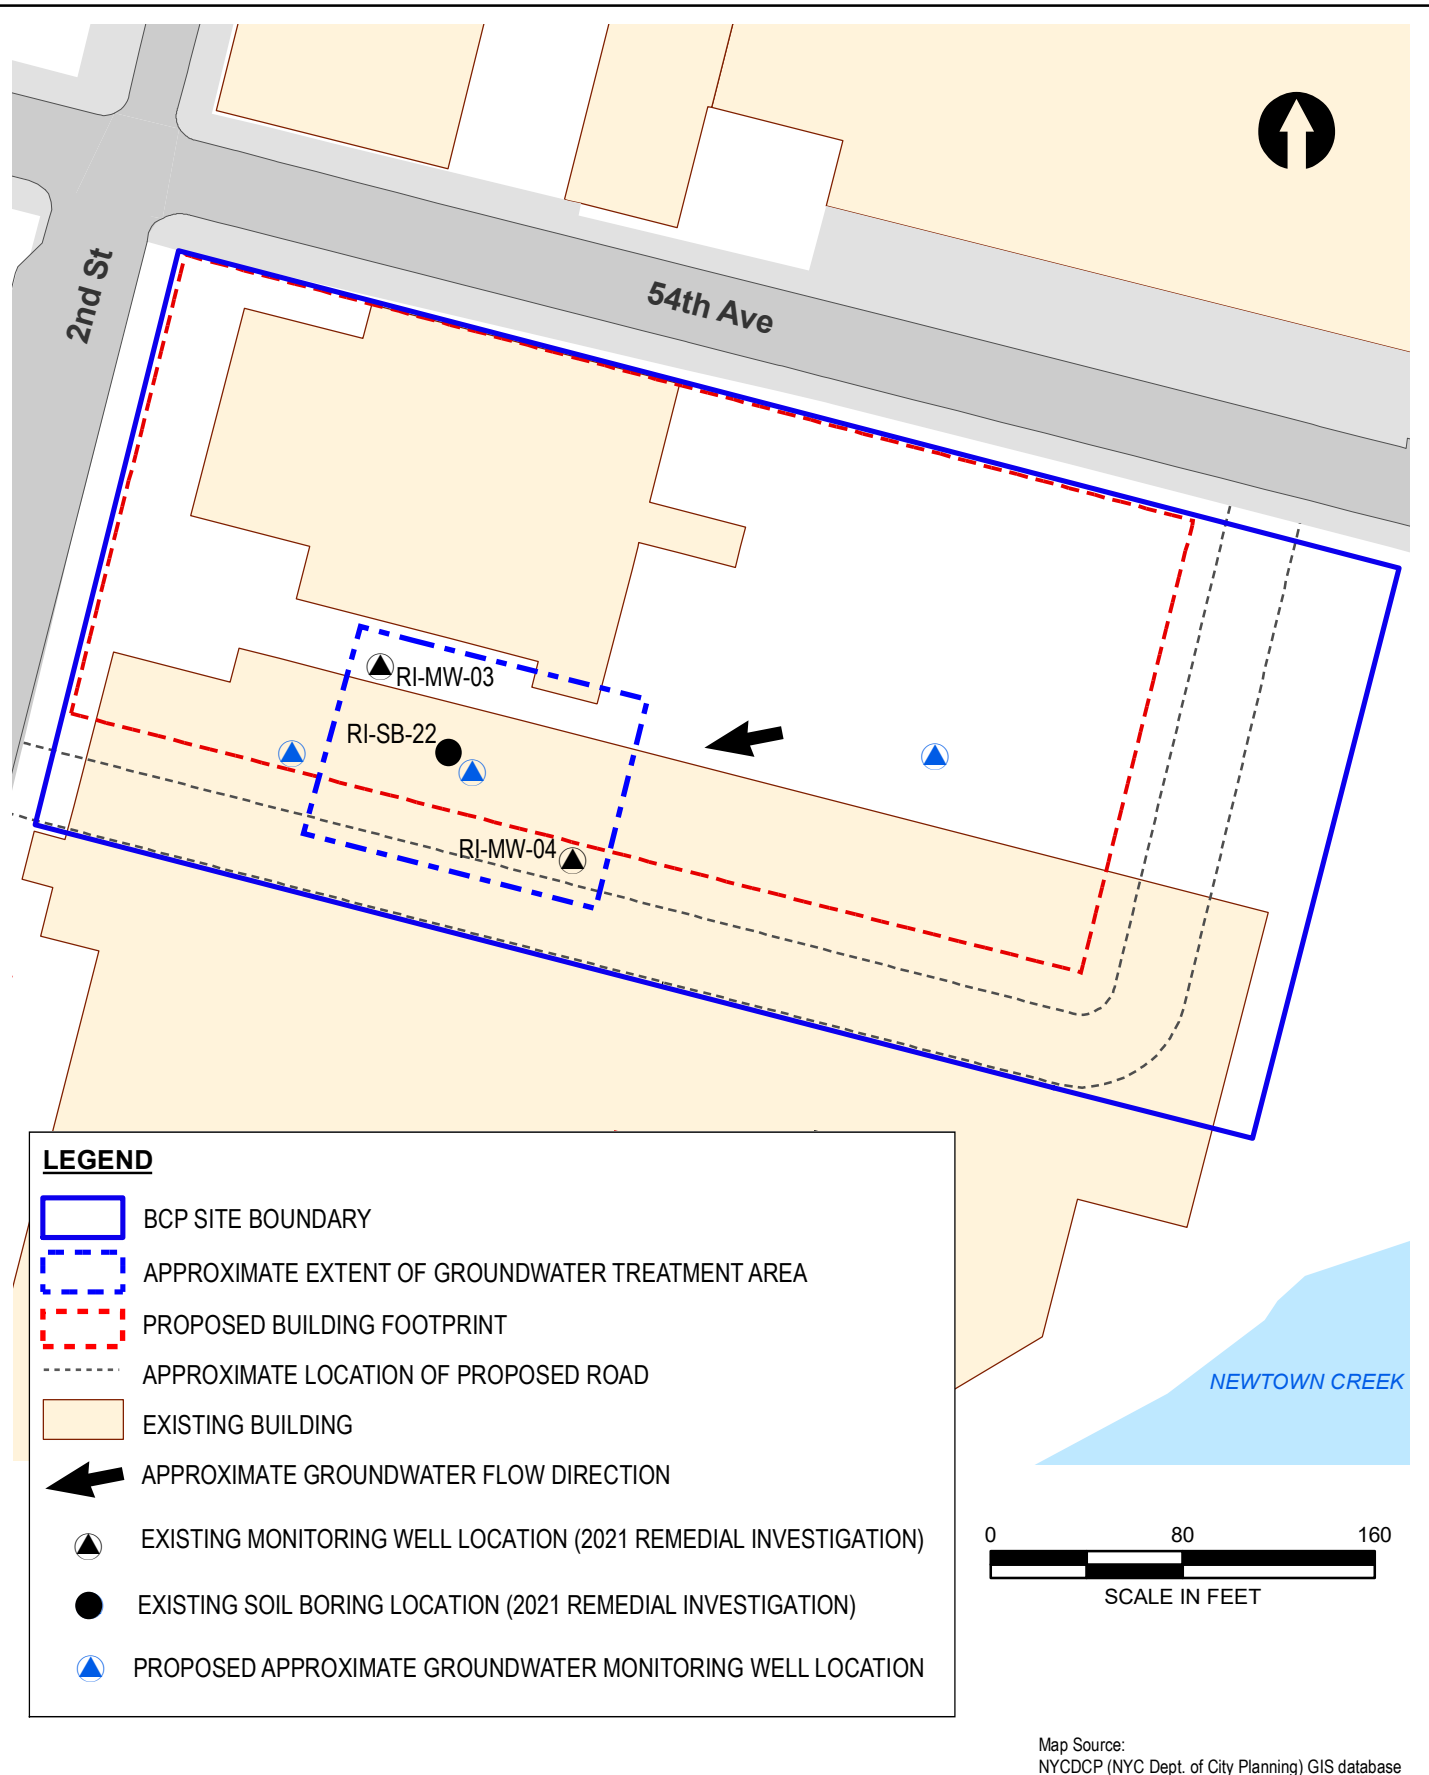 2nd St
54th Ave
RI-MW-03
RI-SB-22
RI-MW-04
LEGEND
BCP SITE BOUNDARY
APPROXIMATE EXTENT OF GROUNDWATER TREATMENT AREA
PROPOSED BUILDING FOOTPRINT
APPROXIMATE LOCATION OF PROPOSED ROAD
EXISTING BUILDING
APPROXIMATE GROUNDWATER FLOW DIRECTION
EXISTING MONITORING WELL LOCATION (2021 REMEDIAL INVESTIGATION)
EXISTING SOIL BORING LOCATION (2021 REMEDIAL INVESTIGATION)
PROPOSED APPROXIMATE GROUNDWATER MONITORING WELL LOCATION
NEWTOWN CREEK
0 80 160
SCALE IN FEET
Map Source:
NYCDCP (NYC Dept. of City Planning) GIS database